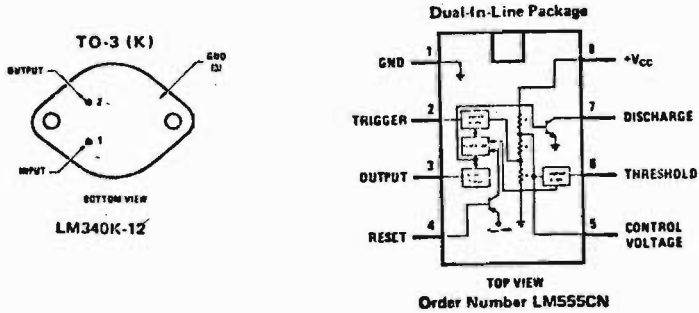 TO-3 (K)
OUTPUT
GND
(3)
2
1
INPUT
BOTTOM VIEW
LM340K-12
Dual-In-Line Package
GND 1
8 +VCC
TRIGGER 2
7 DISCHARGE
OUTPUT 3
6 THRESHOLD
RESET 4
5 CONTROL
VOLTAGE
TOP VIEW
Order Number LM555CN